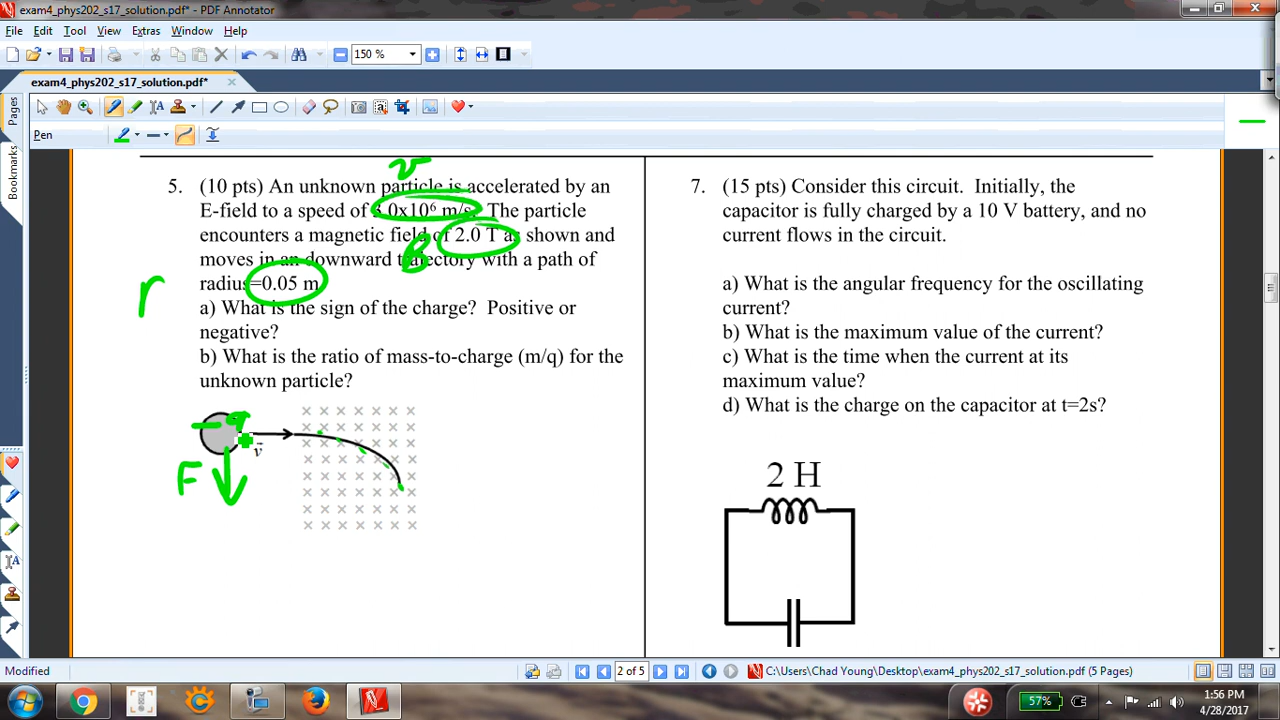 exam4_phys202_s17_solution.pdf* - PDF Annotator
File Edit Tool View Extras Window Help
150 %
exam4_phys202_s17_solution.pdf*
Pen
Pages
v
5. (10 pts) An unknown particle is accelerated by an
E-field to a speed of 3.0x10⁶ m/s. The particle
encounters a magnetic field of 2.0 T as shown and
moves in an downward trajectory with a path of
radius=0.05 m
B
r
a) What is the sign of the charge? Positive or
negative?
b) What is the ratio of mass-to-charge (m/q) for the
unknown particle?
- q
v
F
7. (15 pts) Consider this circuit. Initially, the
capacitor is fully charged by a 10 V battery, and no
current flows in the circuit.
a) What is the angular frequency for the oscillating
current?
b) What is the maximum value of the current?
c) What is the time when the current at its
maximum value?
d) What is the charge on the capacitor at t=2s?
2 H
Modified
2 of 5
C:\Users\Chad Young\Desktop\exam4_phys202_s17_solution.pdf (5 Pages)
57%
1:56 PM
4/28/2017